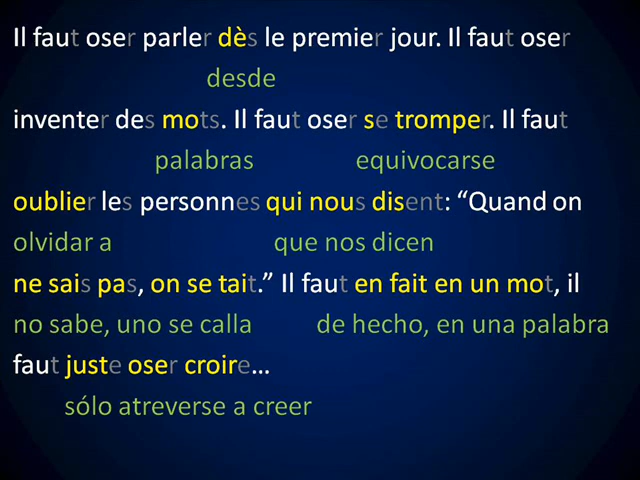 Il faut oser parler dès le premier jour. Il faut oser
desde
inventer des mots. Il faut oser se tromper. Il faut
palabras equivocarse
oublier les personnes qui nous disent: “Quand on
olvidar a que nos dicen
ne sais pas, on se tait.” Il faut en fait en un mot, il
no sabe, uno se calla de hecho, en una palabra
faut juste oser croire…
sólo atreverse a creer